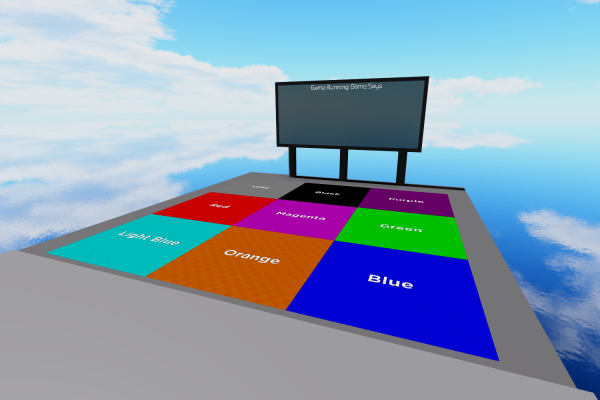 Game Running: Game Says
Black
Purple
Red
Magenta
Green
Light Blue
Orange
Blue